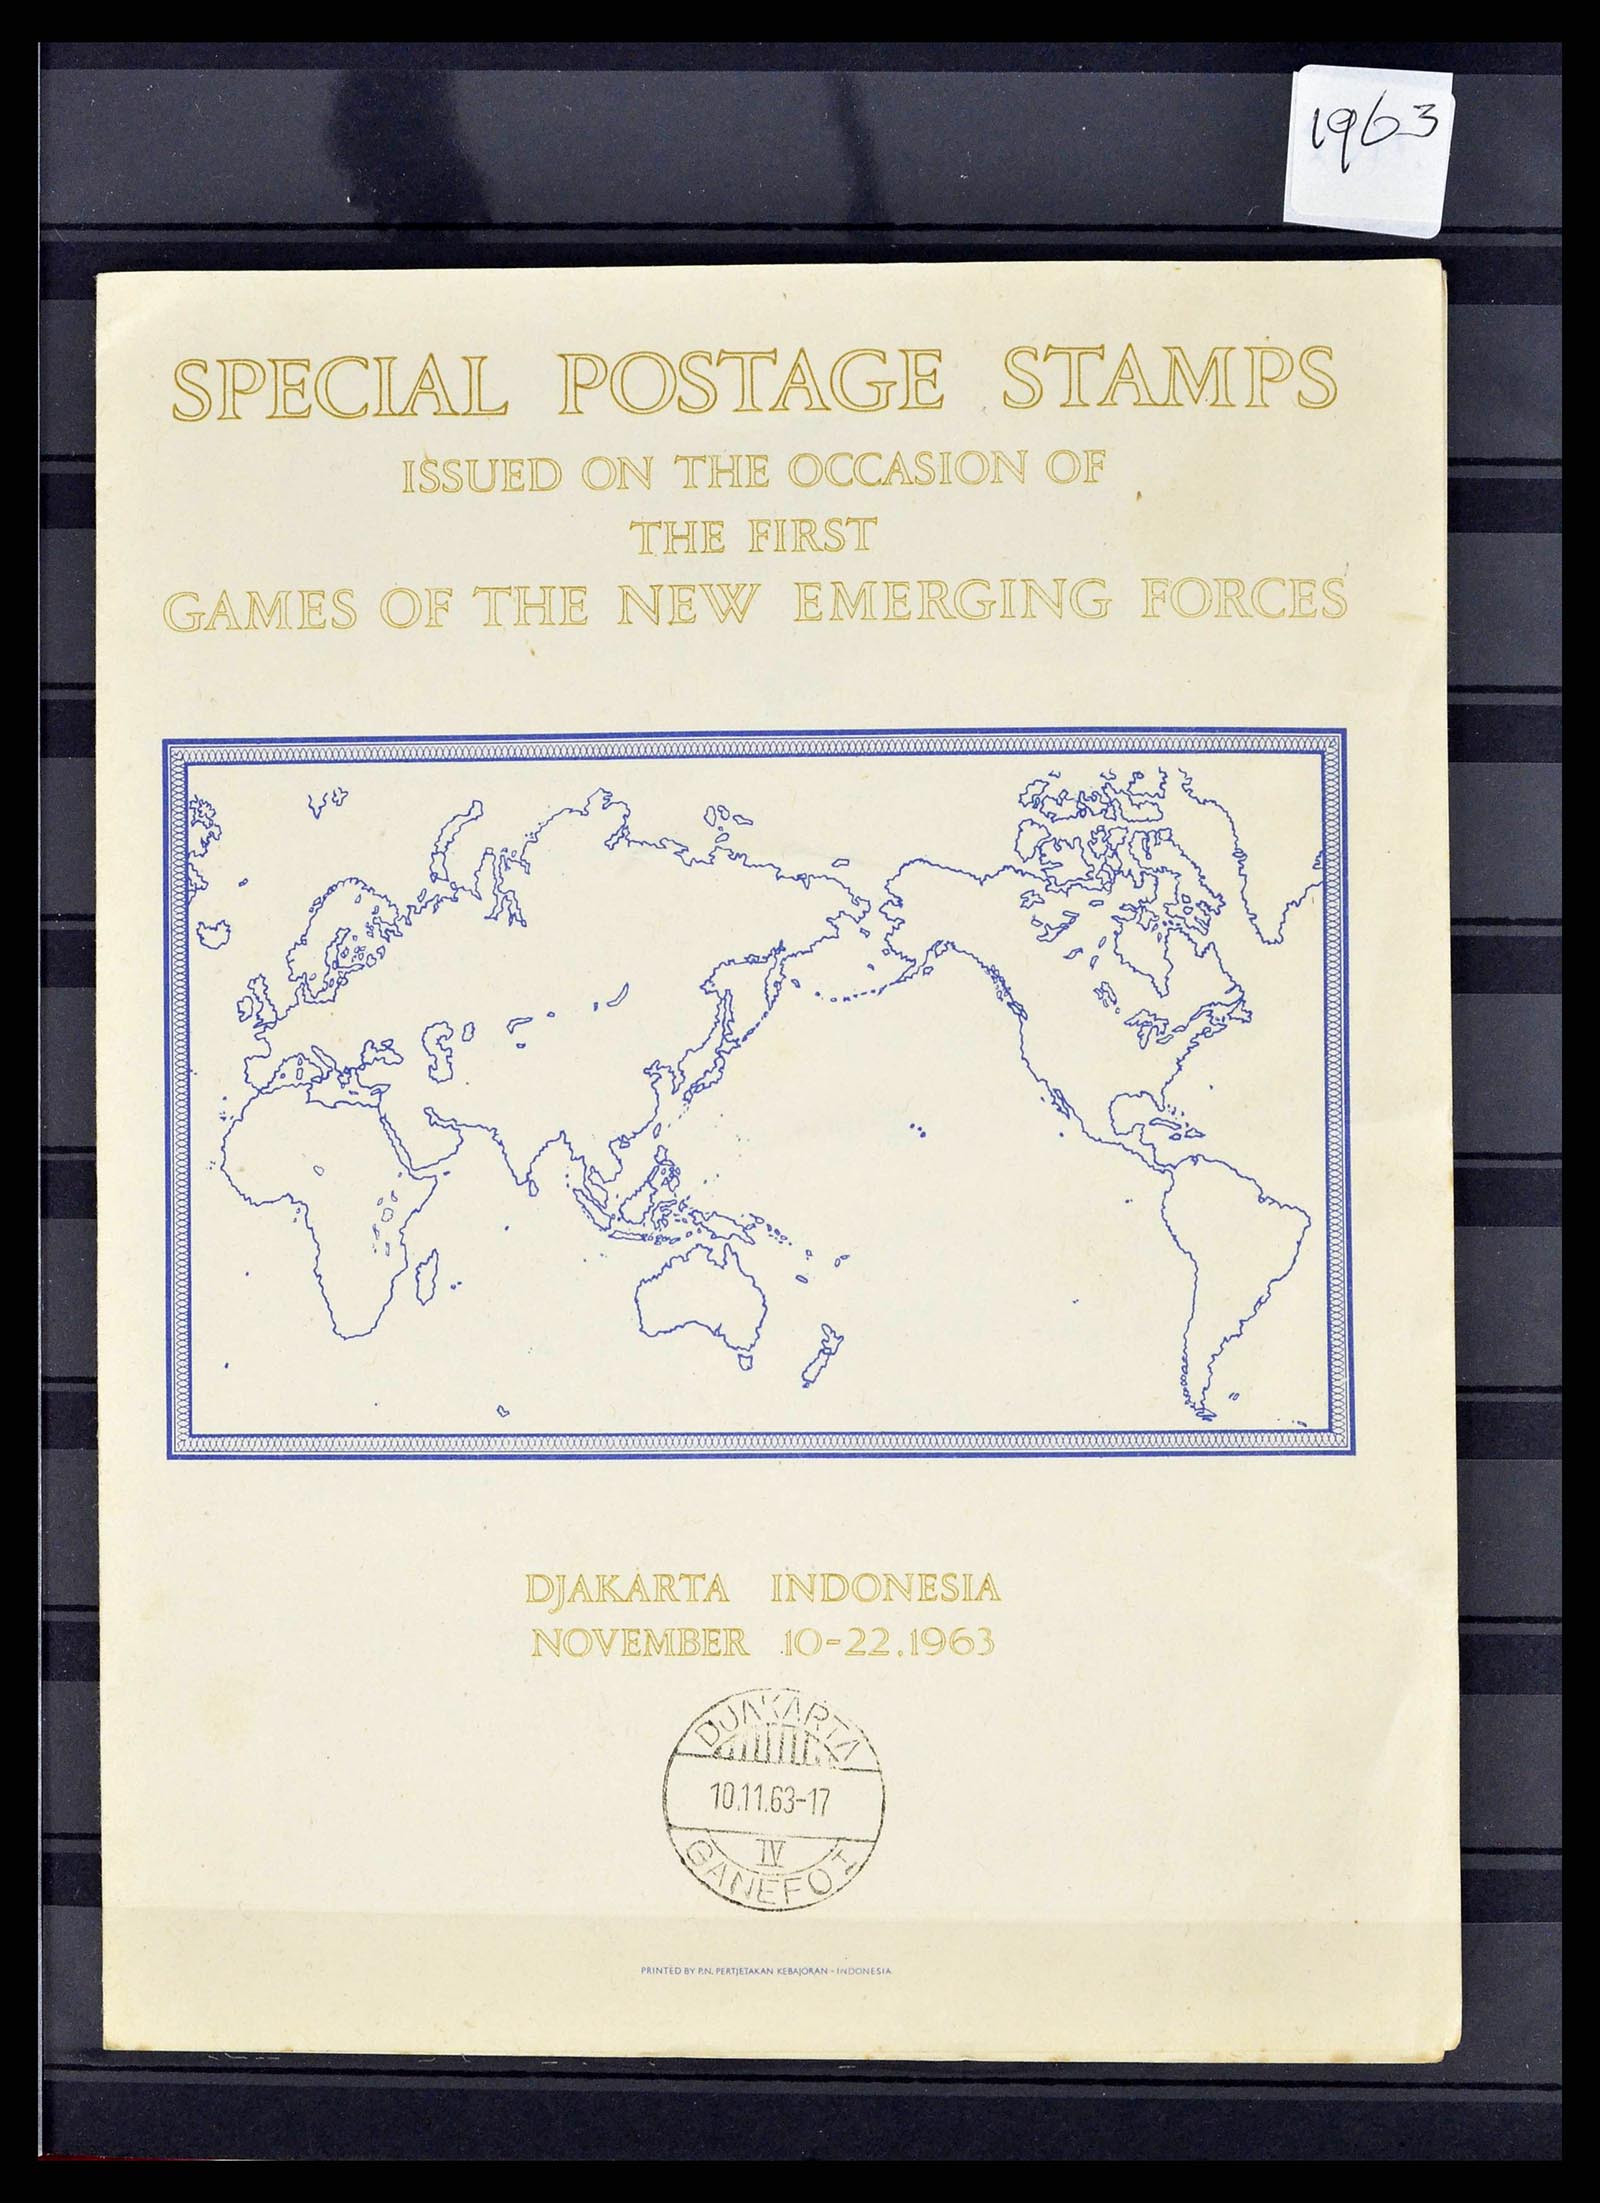 1963
SPECIAL POSTAGE STAMPS
ISSUED ON THE OCCASION OF
THE FIRST
GAMES OF THE NEW EMERGING FORCES
DJAKARTA INDONESIA
NOVEMBER 10-22.1963
DJAKARTA
10.11.63-17
IV
GANEFO I
PRINTED BY P.N. PERTJETAKAN KEBAJORAN - INDONESIA